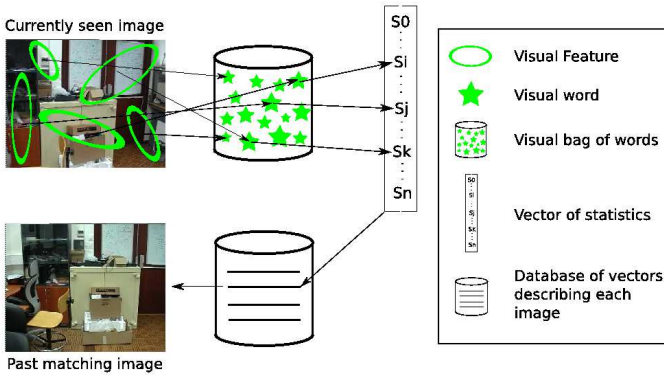 Currently seen image
S0
Si
Sj
Sk
Sn
Past matching image
Visual Feature
Visual word
Visual bag of words
S0
Si
Sj
Sk
Sn
Vector of statistics
Database of vectors
describing each
image